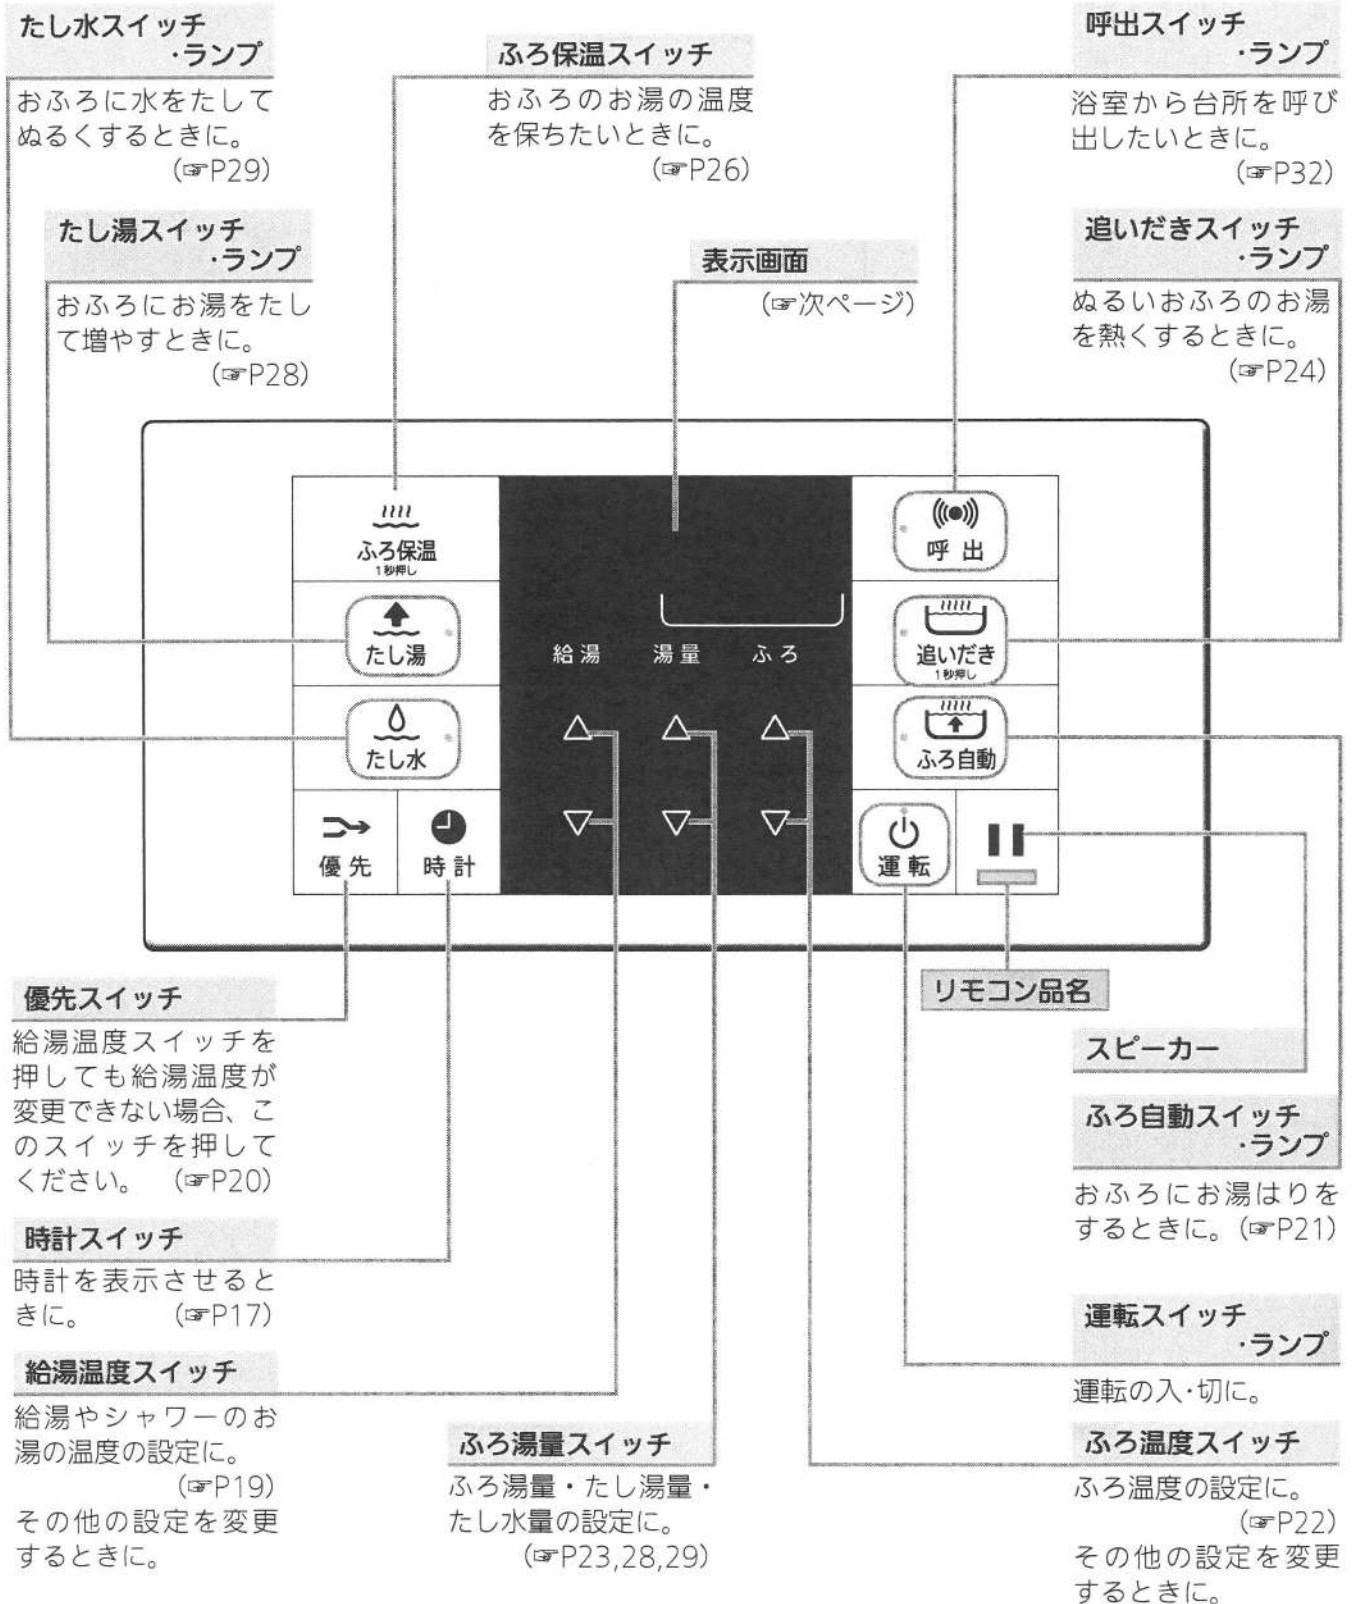 たし水スイッチ
・ランプ
おふろに水をたして
ぬるくするときに。
（☞P29）
たし湯スイッチ
・ランプ
おふろにお湯をたし
て増やすときに。
（☞P28）
ふろ保温スイッチ
おふろのお湯の温度
を保ちたいときに。
（☞P26）
表示画面
（☞次ページ）
呼出スイッチ
・ランプ
浴室から台所を呼び
出したいときに。
（☞P32）
追いだきスイッチ
・ランプ
ぬるいおふろのお湯
を熱くするときに。
（☞P24）
ふろ保温
1秒押し
たし湯
たし水
優先
時計
給湯 湯量 ふろ
△ △ △
▽ ▽ ▽
呼出
追いだき
1秒押し
ふろ自動
運転
優先スイッチ
給湯温度スイッチを
押しても給湯温度が
変更できない場合、こ
のスイッチを押して
ください。 （☞P20）
時計スイッチ
時計を表示させると
きに。 （☞P17）
給湯温度スイッチ
給湯やシャワーのお
湯の温度の設定に。
（☞P19）
その他の設定を変更
するときに。
ふろ湯量スイッチ
ふろ湯量・たし湯量・
たし水量の設定に。
（☞P23,28,29）
リモコン品名
スピーカー
ふろ自動スイッチ
・ランプ
おふろにお湯はりを
するときに。（☞P21）
運転スイッチ
・ランプ
運転の入・切に。
ふろ温度スイッチ
ふろ温度の設定に。
（☞P22）
その他の設定を変更
するときに。